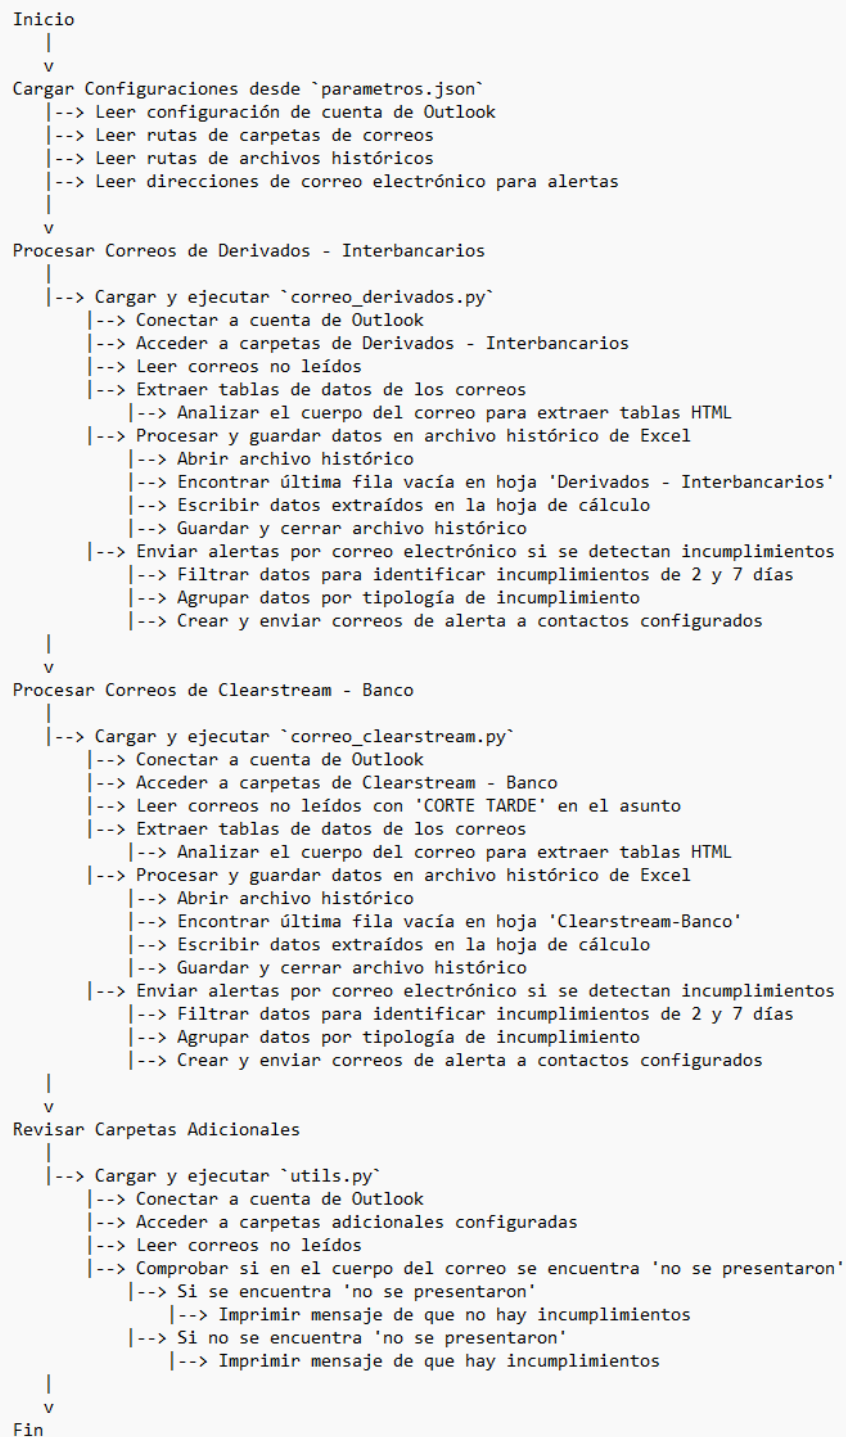 Inicio
   |
   v
Cargar Configuraciones desde `parametros.json`
   |--> Leer configuración de cuenta de Outlook
   |--> Leer rutas de carpetas de correos
   |--> Leer rutas de archivos históricos
   |--> Leer direcciones de correo electrónico para alertas
   |
   v
Procesar Correos de Derivados - Interbancarios
   |
   |--> Cargar y ejecutar `correo_derivados.py`
       |--> Conectar a cuenta de Outlook
       |--> Acceder a carpetas de Derivados - Interbancarios
       |--> Leer correos no leídos
       |--> Extraer tablas de datos de los correos
           |--> Analizar el cuerpo del correo para extraer tablas HTML
       |--> Procesar y guardar datos en archivo histórico de Excel
           |--> Abrir archivo histórico
           |--> Encontrar última fila vacía en hoja 'Derivados - Interbancarios'
           |--> Escribir datos extraídos en la hoja de cálculo
           |--> Guardar y cerrar archivo histórico
       |--> Enviar alertas por correo electrónico si se detectan incumplimientos
           |--> Filtrar datos para identificar incumplimientos de 2 y 7 días
           |--> Agrupar datos por tipología de incumplimiento
           |--> Crear y enviar correos de alerta a contactos configurados
   |
   v
Procesar Correos de Clearstream - Banco
   |
   |--> Cargar y ejecutar `correo_clearstream.py`
       |--> Conectar a cuenta de Outlook
       |--> Acceder a carpetas de Clearstream - Banco
       |--> Leer correos no leídos con 'CORTE TARDE' en el asunto
       |--> Extraer tablas de datos de los correos
           |--> Analizar el cuerpo del correo para extraer tablas HTML
       |--> Procesar y guardar datos en archivo histórico de Excel
           |--> Abrir archivo histórico
           |--> Encontrar última fila vacía en hoja 'Clearstream-Banco'
           |--> Escribir datos extraídos en la hoja de cálculo
           |--> Guardar y cerrar archivo histórico
       |--> Enviar alertas por correo electrónico si se detectan incumplimientos
           |--> Filtrar datos para identificar incumplimientos de 2 y 7 días
           |--> Agrupar datos por tipología de incumplimiento
           |--> Crear y enviar correos de alerta a contactos configurados
   |
   v
Revisar Carpetas Adicionales
   |
   |--> Cargar y ejecutar `utils.py`
       |--> Conectar a cuenta de Outlook
       |--> Acceder a carpetas adicionales configuradas
       |--> Leer correos no leídos
       |--> Comprobar si en el cuerpo del correo se encuentra 'no se presentaron'
           |--> Si se encuentra 'no se presentaron'
               |--> Imprimir mensaje de que no hay incumplimientos
           |--> Si no se encuentra 'no se presentaron'
               |--> Imprimir mensaje de que hay incumplimientos
   |
   v
Fin